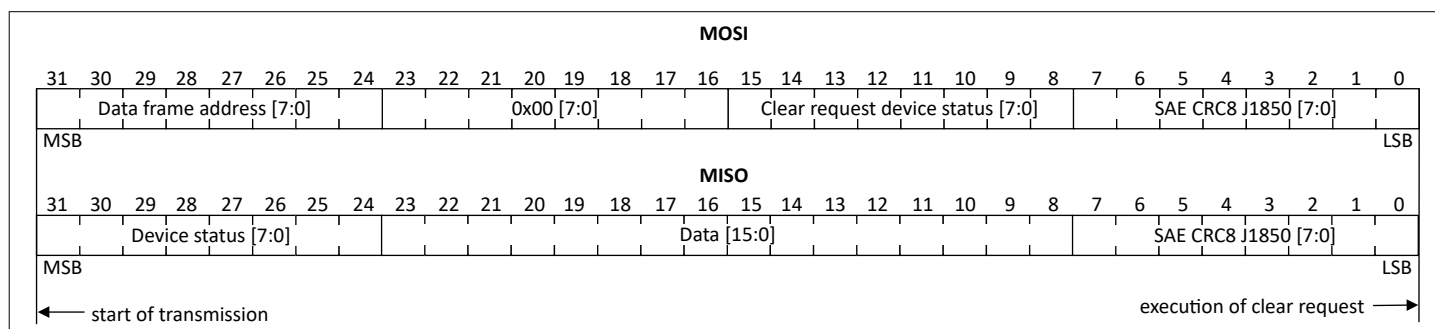 MOSI
31 30 29 28 27 26 25 24 23 22 21 20 19 18 17 16 15 14 13 12 11 10 9 8 7 6 5 4 3 2 1 0
Data frame address [7:0] 0x00 [7:0] Clear request device status [7:0] SAE CRC8 J1850 [7:0]
MSB LSB
MISO
31 30 29 28 27 26 25 24 23 22 21 20 19 18 17 16 15 14 13 12 11 10 9 8 7 6 5 4 3 2 1 0
Device status [7:0] Data [15:0] SAE CRC8 J1850 [7:0]
MSB LSB
start of transmission execution of clear request